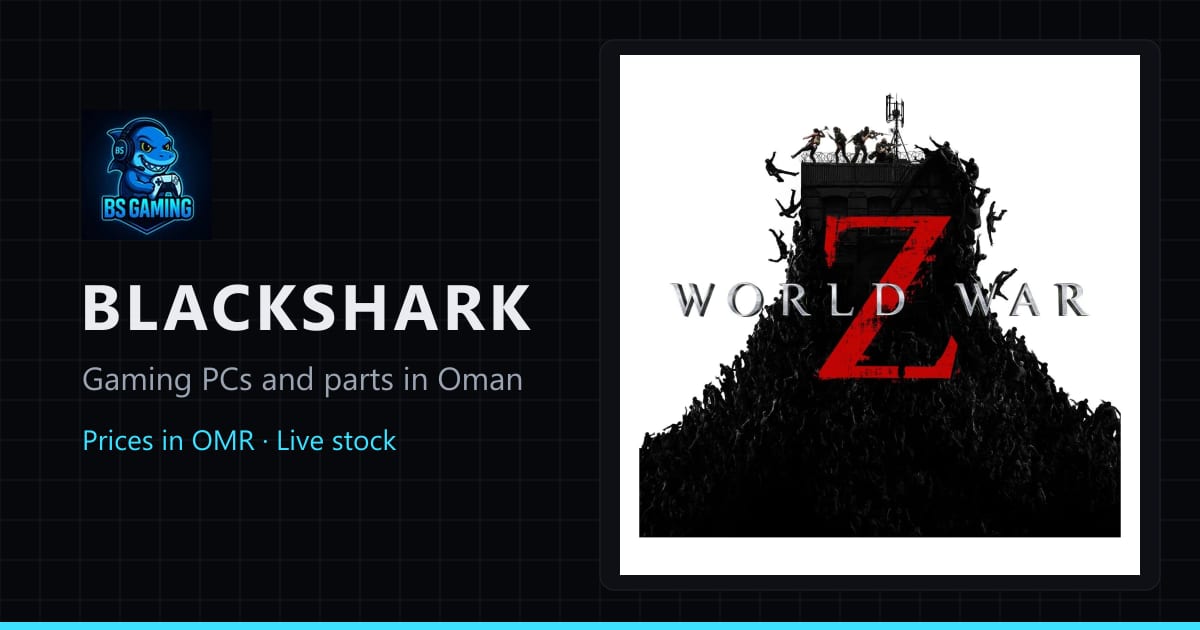 BS
BS GAMING
BLACKSHARK
Gaming PCs and parts in Oman
Prices in OMR · Live stock
WORLD WAR
Z